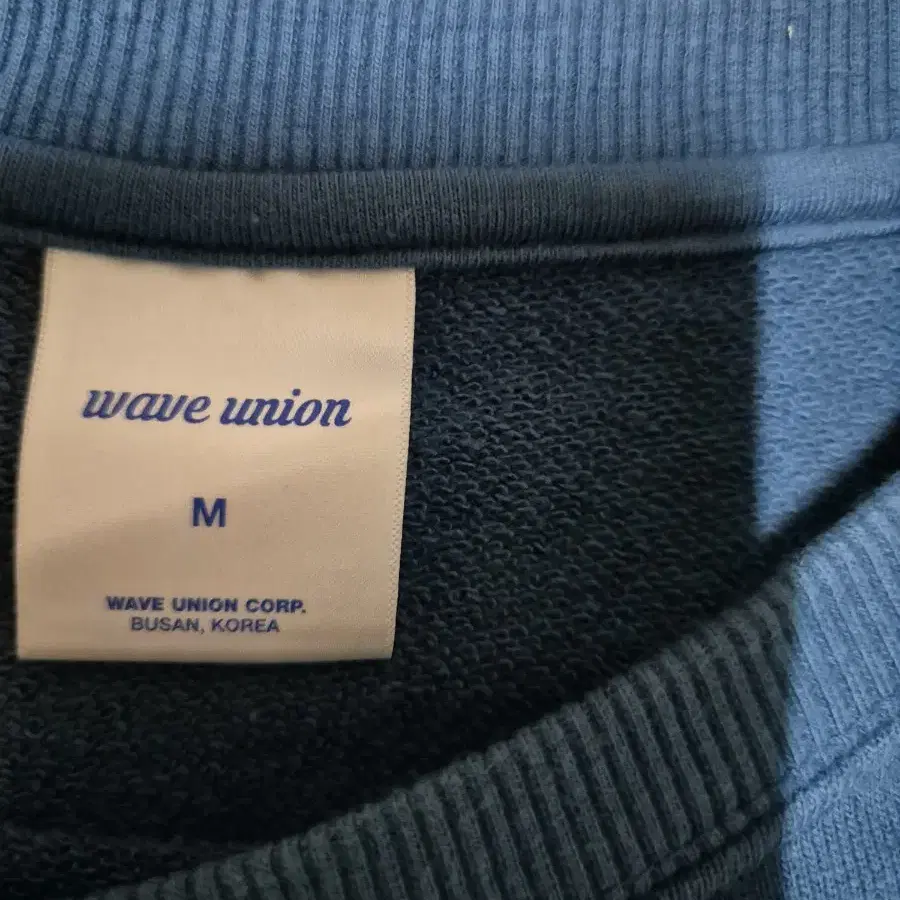 wave union
M
WAVE UNION CORP.
BUSAN, KOREA